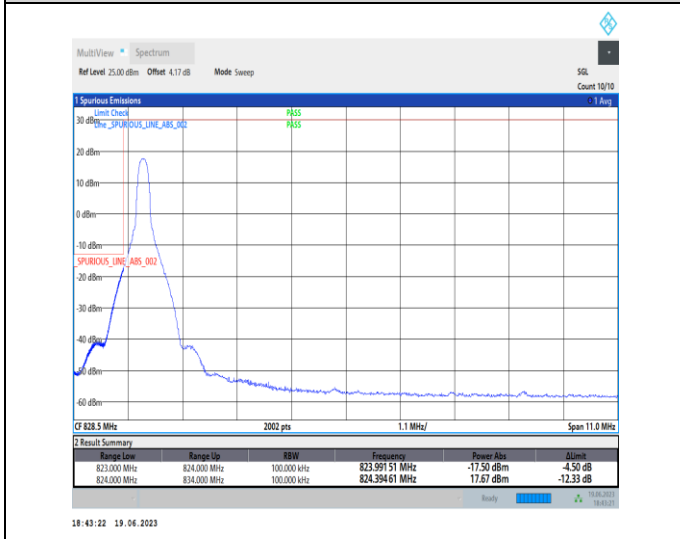 MultiView Spectrum
Ref Level 25.00 dBm Offset 4.17 dB Mode Sweep SGL
Count 10/10
1 Spurious Emissions 1 Avg
Limit Check PASS
30 dBm
Line _SPURIOUS_LINE_ABS_002 PASS
20 dBm
10 dBm
0 dBm
-10 dBm
_SPURIOUS_LINE_ABS_002
-20 dBm
-30 dBm
-40 dBm
-50 dBm
-60 dBm
CF 828.5 MHz 2002 pts 1.1 MHz/ Span 11.0 MHz
2 Result Summary
Range Low Range Up RBW Frequency Power Abs ΔLimit
823.000 MHz 824.000 MHz 100.000 kHz 823.99151 MHz -17.50 dBm -4.50 dB
824.000 MHz 834.000 MHz 100.000 kHz 824.39461 MHz 17.67 dBm -12.33 dB
Ready 19.06.2023
18:43:21
18:43:22 19.06.2023